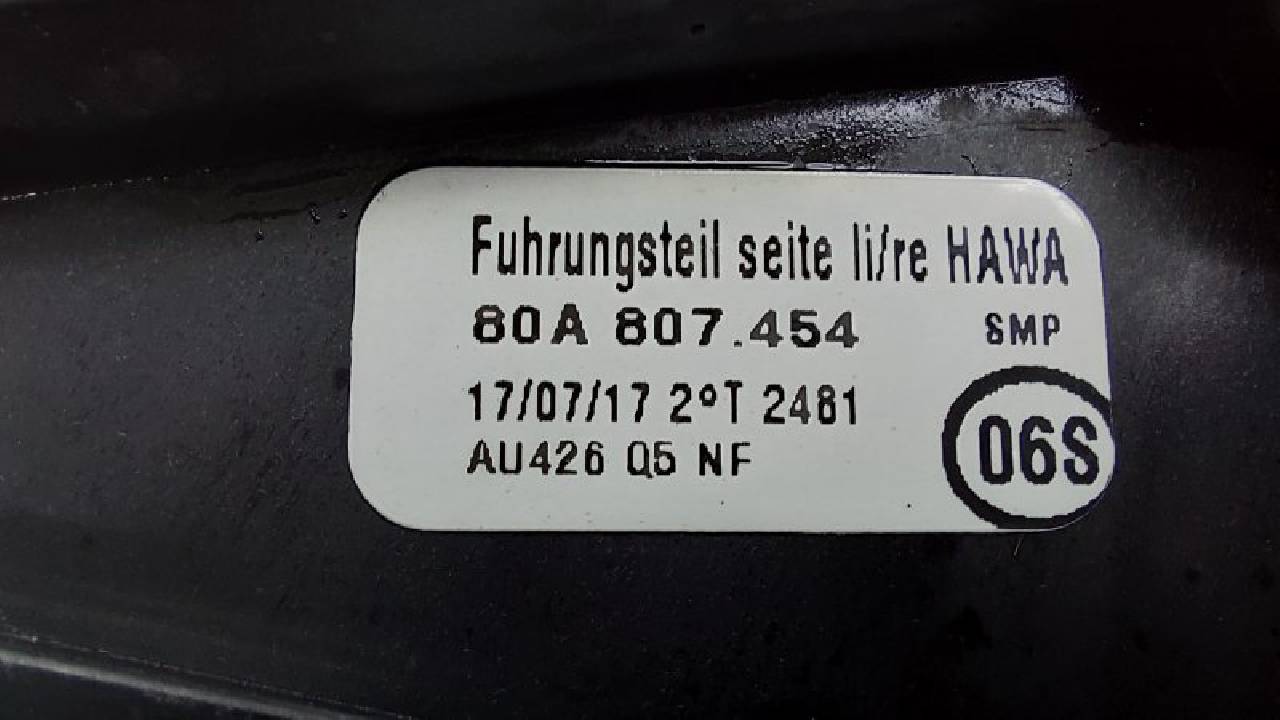 Fuhrungsteil seite li/re HAWA
80A 807.454 SMP
17/07/17 2°T 2481
AU426 Q5 NF
06S